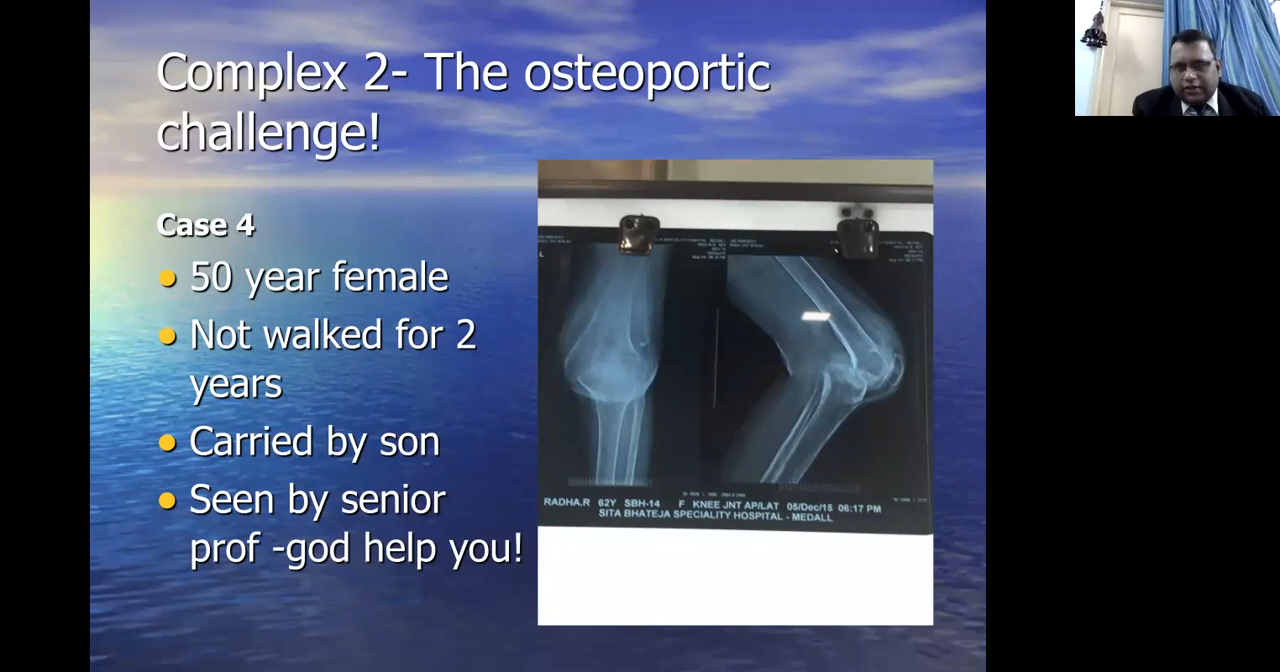 Complex 2- The osteoportic
challenge!
Case 4
50 year female
Not walked for 2
years
Carried by son
Seen by senior
prof -god help you!
L
RADHA.R 62Y SBH-14 F KNEE JNT AP/LAT 05/Dec/15 06:17 PM
SITA BHATEJA SPECIALITY HOSPITAL - MEDALL